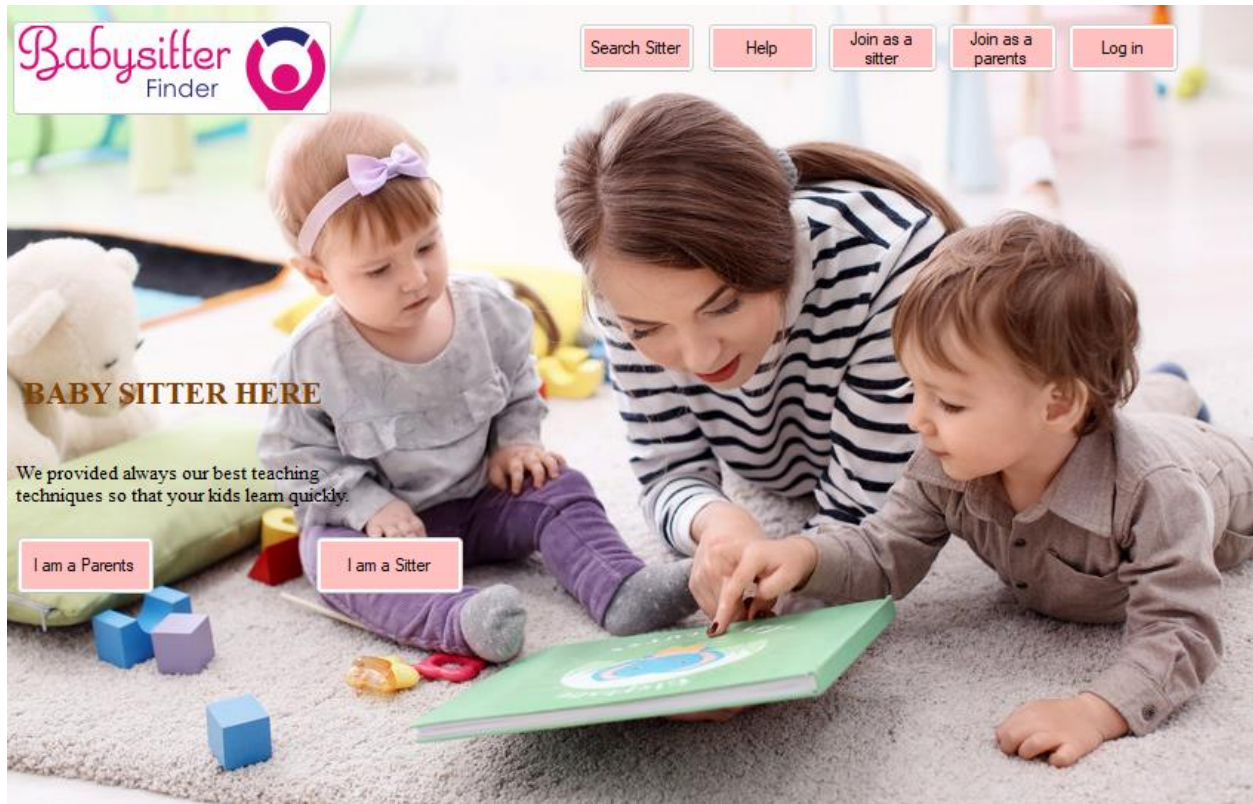 Babysitter
Finder
Search Sitter
Help
Join as a
sitter
Join as a
parents
Log in
BABY SITTER HERE
We provided always our best teaching
techniques so that your kids learn quickly.
I am a Parents
I am a Sitter